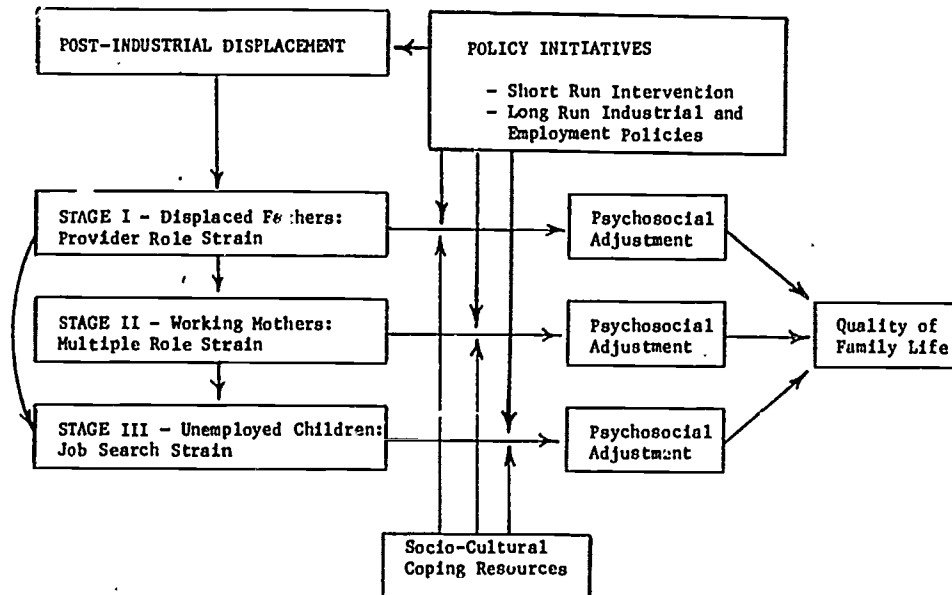 POST-INDUSTRIAL DISPLACEMENT
POLICY INITIATIVES
- Short Run Intervention
- Long Run Industrial and
Employment Policies
STAGE I - Displaced Fathers:
Provider Role Strain
Psychosocial
Adjustment
STAGE II - Working Mothers:
Multiple Role Strain
Psychosocial
Adjustment
Quality of
Family Life
STAGE III - Unemployed Children:
Job Search Strain
Psychosocial
Adjustment
Socio-Cultural
Coping Resources